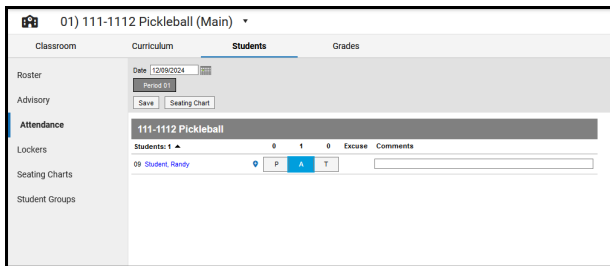 01) 111-1112 Pickleball (Main)
Classroom Curriculum Students Grades
Roster
Advisory
Attendance
Lockers
Seating Charts
Student Groups
Date 12/09/2024
Period 01
Save Seating Chart
111-1112 Pickleball
Students: 1 0 1 0 Excuse Comments
09 Student, Randy P A T